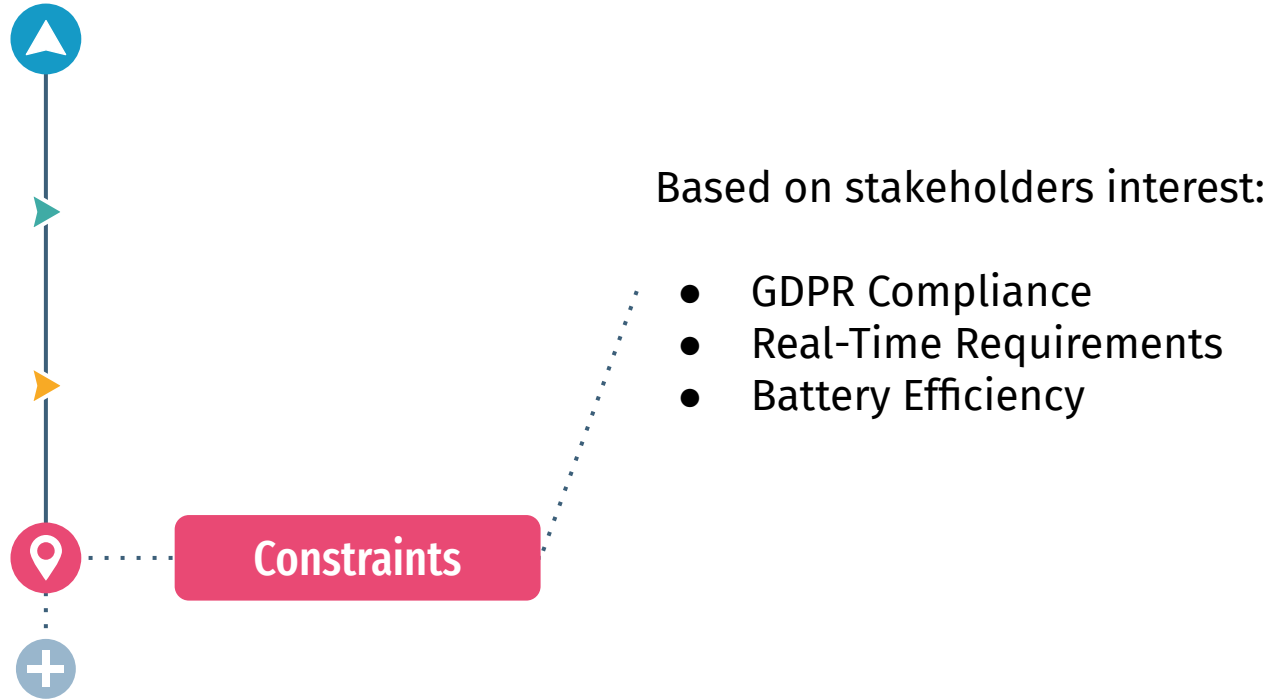 Based on stakeholders interest:
● GDPR Compliance
● Real-Time Requirements
● Battery Efficiency
Constraints